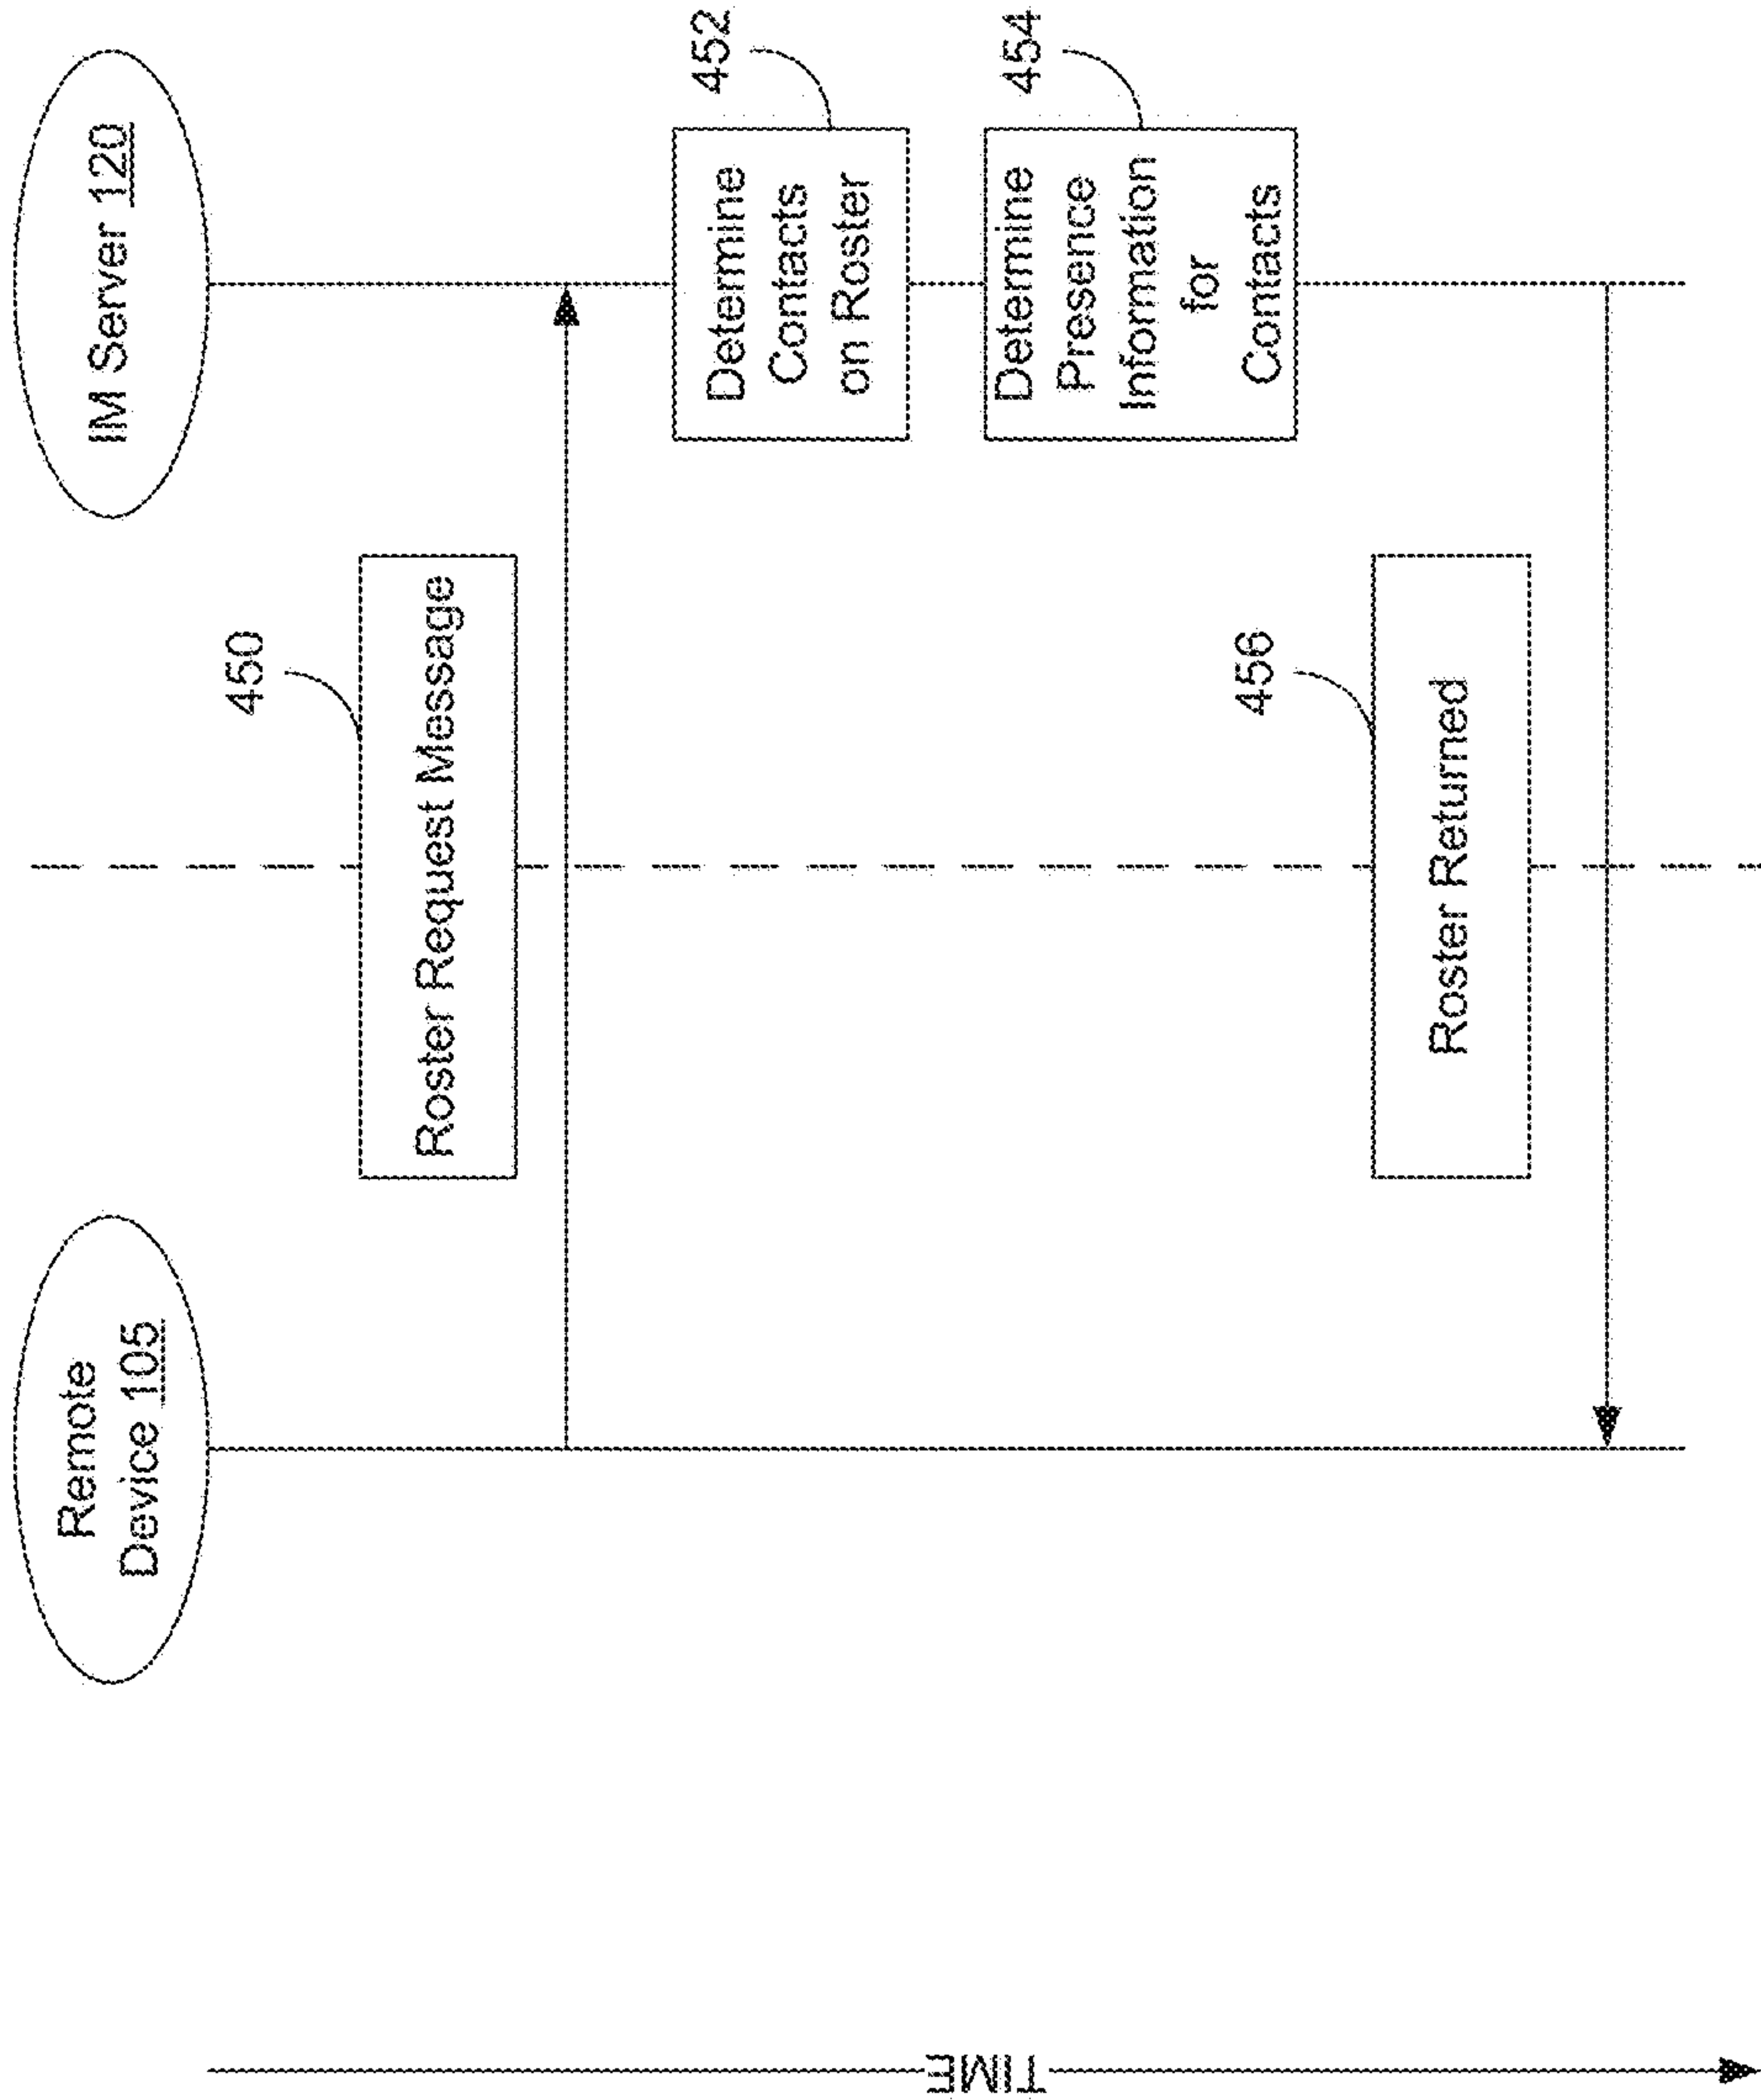 Remote
Device 105
IM Server 120
450
Roster Request Message
452
Determine
Contacts
on Roster
454
Determine
Presence
Information
for
Contacts
456
Roster Returned
TIME